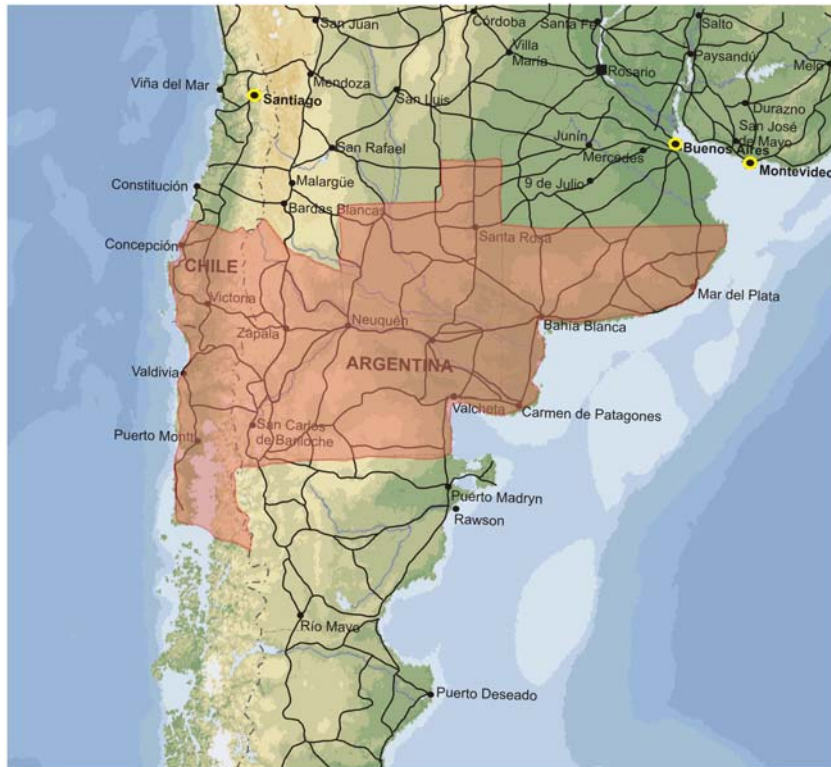 San Juan
Córdoba
Santa Fe
Salto
Villa
María
Paysandú
Rosario
Melo
Viña del Mar
Mendoza
San Luis
Santiago
Durazno
Junín
San José
de Mayo
San Rafael
Mercedes
Buenos Aires
Montevideo
Constitución
Malargüe
9 de Julio
Bardas Blancas
Concepción
Santa Rosa
CHILE
Victoria
Mar del Plata
Zapala
Neuquén
Bahía Blanca
Valdivia
ARGENTINA
Valcheta
Carmen de Patagones
Puerto Montt
San Carlos
de Bariloche
Puerto Madryn
Rawson
Río Mayo
Puerto Deseado